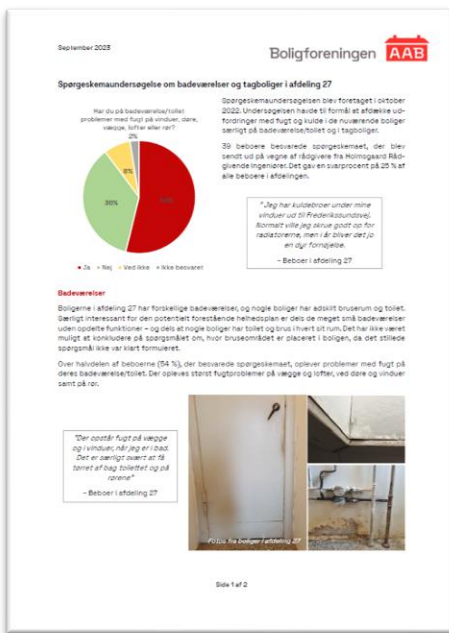 September 2023
Boligforeningen AAB
Spørgeskemaundersøgelse om badeværelser og tagboliger i afdeling 27
Har du på badeværelse/toilet
problemer med fugt på vinduer, døre,
vægge, lofter eller rør?
2%
8%
36%
54%
Ja Nej Ved ikke Ikke besvaret
Spørgeskemaundersøgelsen blev foretaget i oktober
2022. Undersøgelsen havde til formål at afdække ud-
fordringer med fugt og kulde i de nuværende boliger
særligt på badeværelse/toilet og i tagboliger.
39 beboere besvarede spørgeskemaet, der blev
sendt ud på vegne af rådgivere fra Holmsgaard Råd-
givende Ingeniører. Det gav en svarprocent på 25 % af
alle beboere i afdelingen.
"Jeg har kuldebroer under mine
vinduer ud til Frederikssundsvej.
Normalt ville jeg skrue godt op for
radiatorerne, men i år bliver det jo
en dyr fornøjelse.
– Beboer i afdeling 27
Badeværelser
Boligerne i afdeling 27 har forskellige badeværelser, og nogle boliger har adskilt bruserum og toilet.
Særligt interessant for den potentielt forestående helhedsplan er dels de meget små badeværelser
uden opdelte funktioner – og dels at nogle boliger har toilet og brus i hvert sit rum. Det har ikke været
muligt at konkludere på spørgsmålet om, hvor bruseområdet er placeret i boligen, da det stillede
spørgsmål ikke var klart formuleret.
Over halvdelen af beboerne (54 %), der besvarede spørgeskemaet, oplever problemer med fugt på
deres badeværelse/toilet. Der opleves størst fugtproblemer på vægge og lofter, ved døre og vinduer
samt på rør.
"Der opstår fugt på vægge
og i vinduer, når jeg er i bad.
Det er særligt svært at få
tørret af bag toilettet og på
rørene"
– Beboer i afdeling 27
Fotos fra boliger i afdeling 27
Side 1 af 2